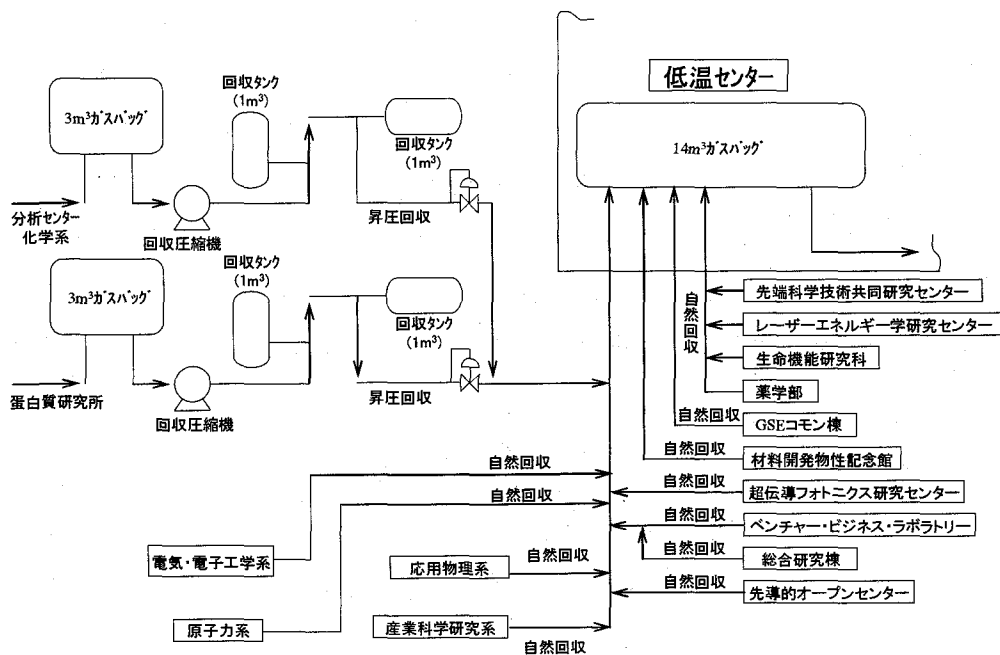 低温センター
14m³ガスバッグ
3m³ガスバッグ
回収タンク
(1m³)
回収タンク
(1m³)
分析センター
化学系
回収圧縮機
昇圧回収
3m³ガスバッグ
回収タンク
(1m³)
回収タンク
(1m³)
蛋白質研究所
回収圧縮機
昇圧回収
自然回収
先端科学技術共同研究センター
レーザーエネルギー学研究センター
生命機能研究科
薬学部
自然回収
GSEコモン棟
自然回収
材料開発物性記念館
自然回収
超伝導フォトニクス研究センター
自然回収
ベンチャー・ビジネス・ラボラトリー
自然回収
総合研究棟
自然回収
先導的オープンセンター
自然回収
電気・電子工学系
自然回収
原子力系
応用物理系
自然回収
産業科学研究系
自然回収